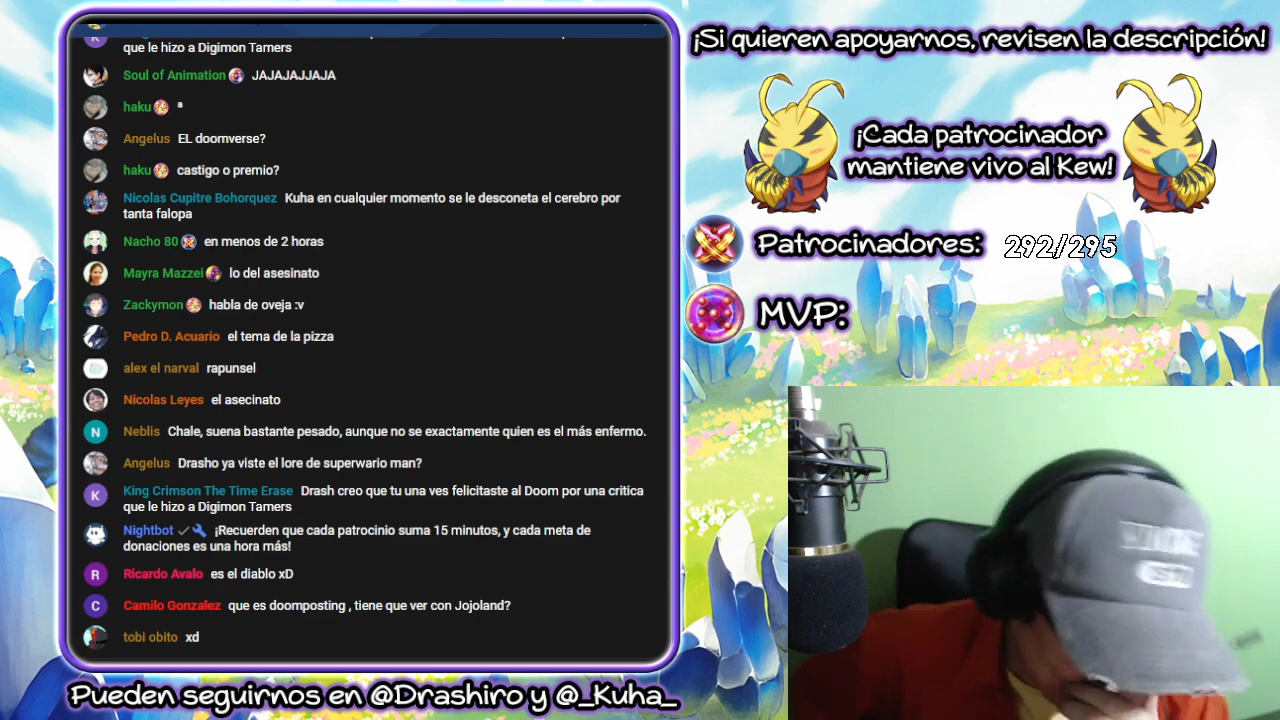 que le hizo a Digimon Tamers
Soul of Animation JAJAJAJJAJA
haku ª
Angelus EL doomverse?
haku castigo o premio?
Nicolas Cupitre Bohorquez Kuha en cualquier momento se le desconeta el cerebro por
tanta falopa
Nacho 80 en menos de 2 horas
Mayra Mazzei lo del asesinato
Zackymon habla de oveja :v
Pedro D. Acuario el tema de la pizza
alex el narval rapunsel
Nicolas Leyes el asecinato
N Neblis Chale, suena bastante pesado, aunque no se exactamente quien es el más enfermo.
Angelus Drasho ya viste el lore de superwario man?
K King Crimson The Time Erase Drash creo que tu una ves felicitaste al Doom por una critica
que le hizo a Digimon Tamers
Nightbot ¡Recuerden que cada patrocinio suma 15 minutos, y cada meta de
donaciones es una hora más!
R Ricardo Avalo es el diablo xD
C Camilo Gonzalez que es doomposting , tiene que ver con Jojoland?
tobi obito xd
Pueden seguirnos en @Drashiro y @_Kuha_
¡Si quieren apoyarnos, revisen la descripción!
¡Cada patrocinador
mantiene vivo al Kew!
Patrocinadores: 292/295
MVP: